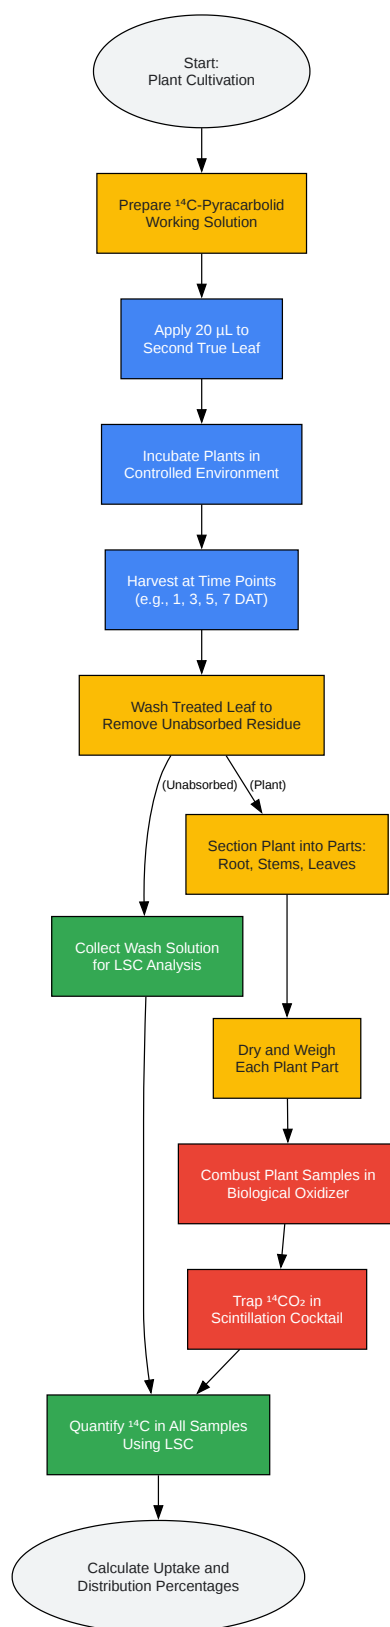 Start:
Plant Cultivation
Prepare ¹⁴C-Pyracarbolid
Working Solution
Apply 20 µL to
Second True Leaf
Incubate Plants in
Controlled Environment
Harvest at Time Points
(e.g., 1, 3, 5, 7 DAT)
Wash Treated Leaf to
Remove Unabsorbed Residue
(Unabsorbed)
(Plant)
Section Plant into Parts:
Root, Stems, Leaves
Collect Wash Solution
for LSC Analysis
Dry and Weigh
Each Plant Part
Combust Plant Samples in
Biological Oxidizer
Trap ¹⁴CO₂ in
Scintillation Cocktail
Quantify ¹⁴C in All Samples
Using LSC
Calculate Uptake and
Distribution Percentages